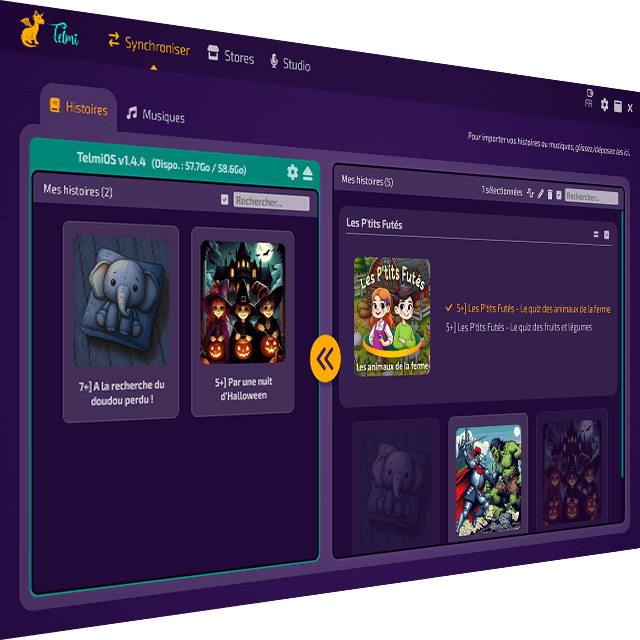 Telmi
Synchroniser
Stores
Studio
FR
Histoires
Musiques
Pour importer vos histoires ou musiques, glissez/déposez les ici.
TelmiOS v1.4.4 (Dispo. : 57.7Go / 58.6Go)
Mes histoires (2)
Rechercher...
7+] A la recherche du
doudou perdu !
5+] Par une nuit
d'Halloween
Mes histoires (5)
1 sélectionnées
Rechercher...
Les P'tits Futés
Les P'tits Futés
Les animaux de la ferme
5+] Les P'tits Futés - Le quiz des animaux de la ferme
5+] Les P'tits Futés - Le quiz des fruits et légumes